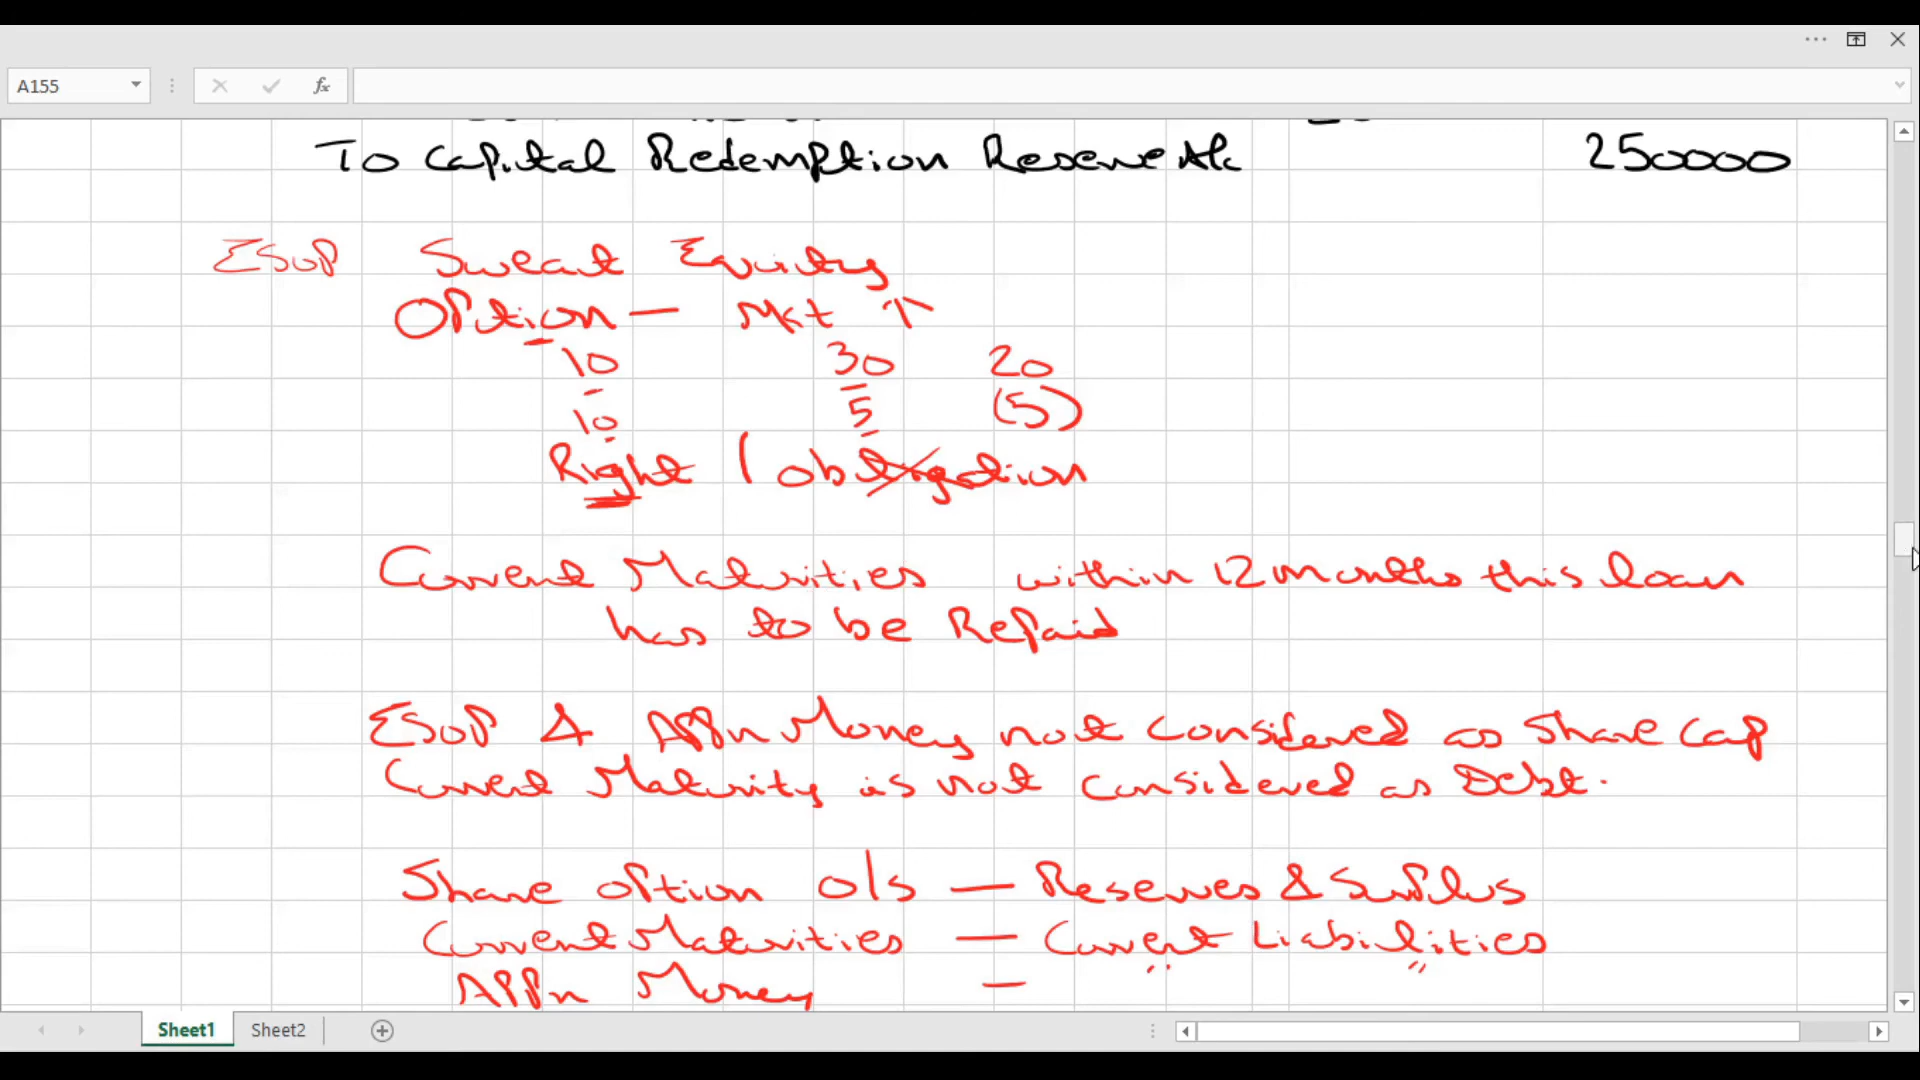 A155
fx
To Capital Redemption Reserve A/c 250000
ESOP Sweat Equity
Option — Mkt ↑
10 30 20
10 5 (5)
Right / obligation
Current Maturities within 12 months this loan
has to be Repaid
ESOP & Appn Money not considered as Share Cap
Current Maturity is not considered as Debt.
Share option o/s — Reserves & Surplus
Current Maturities — Current Liabilities
Appn Money — " "
Sheet1 Sheet2